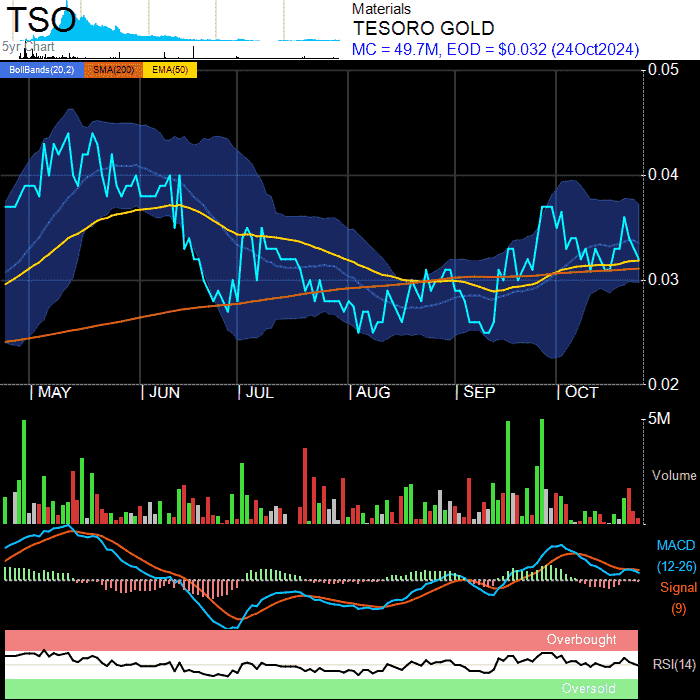 TSO
5yr Chart
Materials
TESORO GOLD
MC = 49.7M, EOD = $0.032 (24Oct2024)
BollBands(20,2) SMA(200) EMA(50)
0.05
0.04
0.03
0.02
MAY JUN JUL AUG SEP OCT
5M
Volume
MACD
(12-26)
Signal
(9)
Overbought
RSI(14)
Oversold